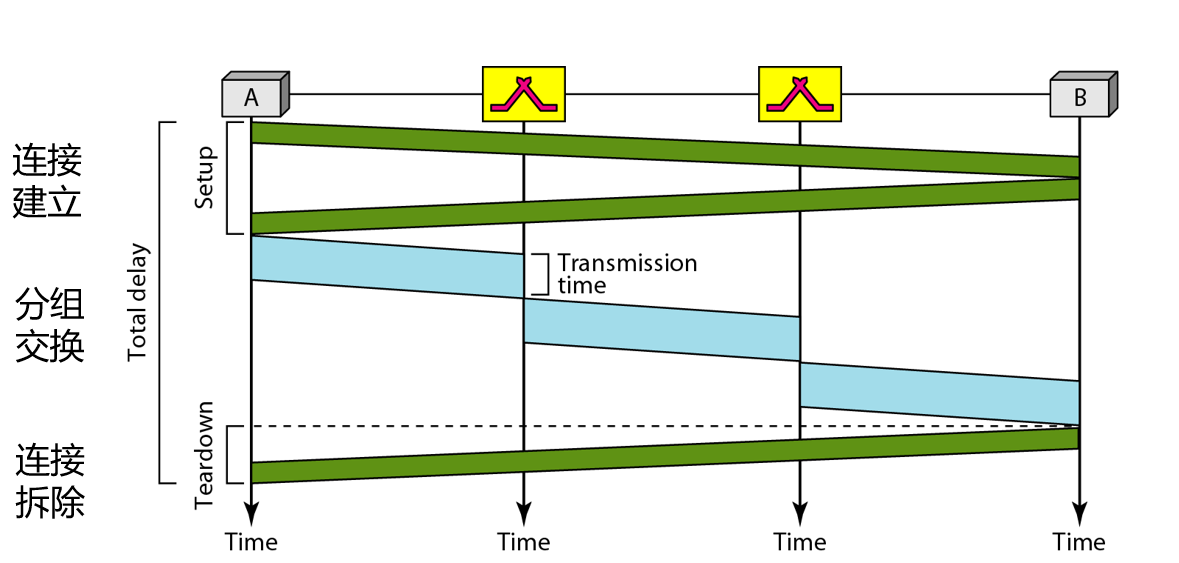 A
B
连接
建立
Setup
Total delay
Transmission
time
分组
交换
Teardown
连接
拆除
Time
Time
Time
Time